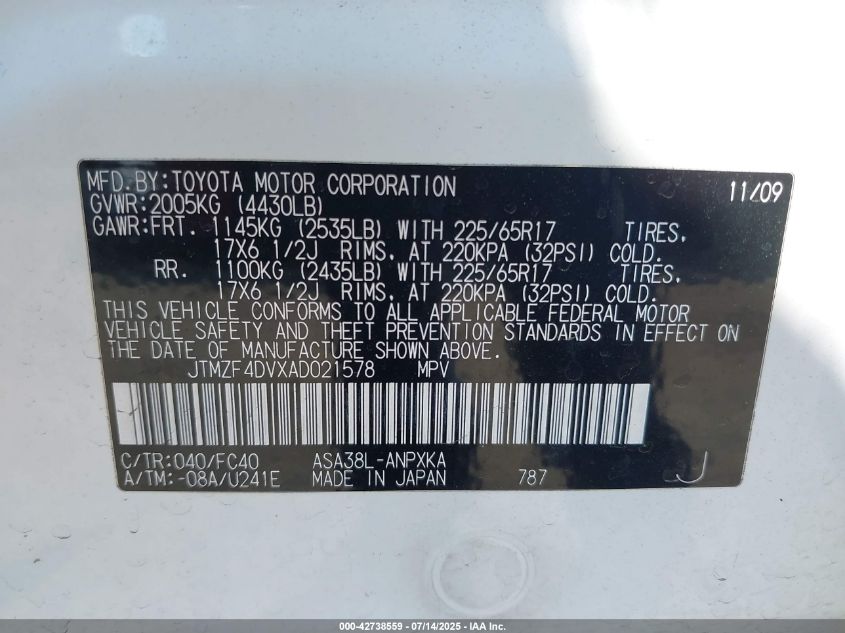 MFD. BY: TOYOTA MOTOR CORPORATION 11/09
GVWR: 2005KG (4430LB)
GAWR: FRT. 1145KG (2535LB) WITH 225/65R17 TIRES,
17X6 1/2J RIMS, AT 220KPA (32PSI) COLD.
RR. 1100KG (2435LB) WITH 225/65R17 TIRES,
17X6 1/2J RIMS, AT 220KPA (32PSI) COLD.
THIS VEHICLE CONFORMS TO ALL APPLICABLE FEDERAL MOTOR
VEHICLE SAFETY AND THEFT PREVENTION STANDARDS IN EFFECT ON
THE DATE OF MANUFACTURE SHOWN ABOVE.
JTMZF4DVXAD021578 MPV
C/TR: 040/FC40 ASA38L-ANPXKA
A/TM: -08A/U241E MADE IN JAPAN 787 J
000-42738559 - 07/14/2025 - IAA Inc.